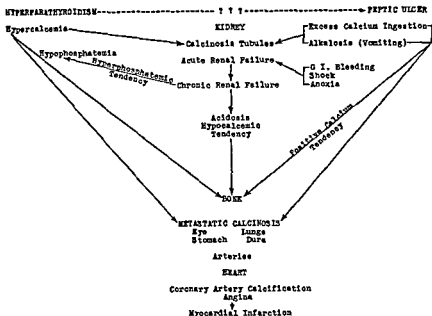 HYPERPARATHYROIDISM ? ? ? PEPTIC ULCER
Hypercalcemia KIDNEY Excess Calcium Ingestion
Calcinosis Tubules Alkalosis (Vomiting)
Hypophosphatemia Acute Renal Failure
Hyperphosphatemic
Tendency
G I. Bleeding
Shock
Anoxia
Chronic Renal Failure
Acidosis
Hypocalcemic
Tendency
Positive Calcium
Tendency
BONE
METASTATIC CALCINOSIS
Eye Lungs
Stomach Dura
Arteries
HEART
Coronary Artery Calcification
Angina
Myocardial Infarction